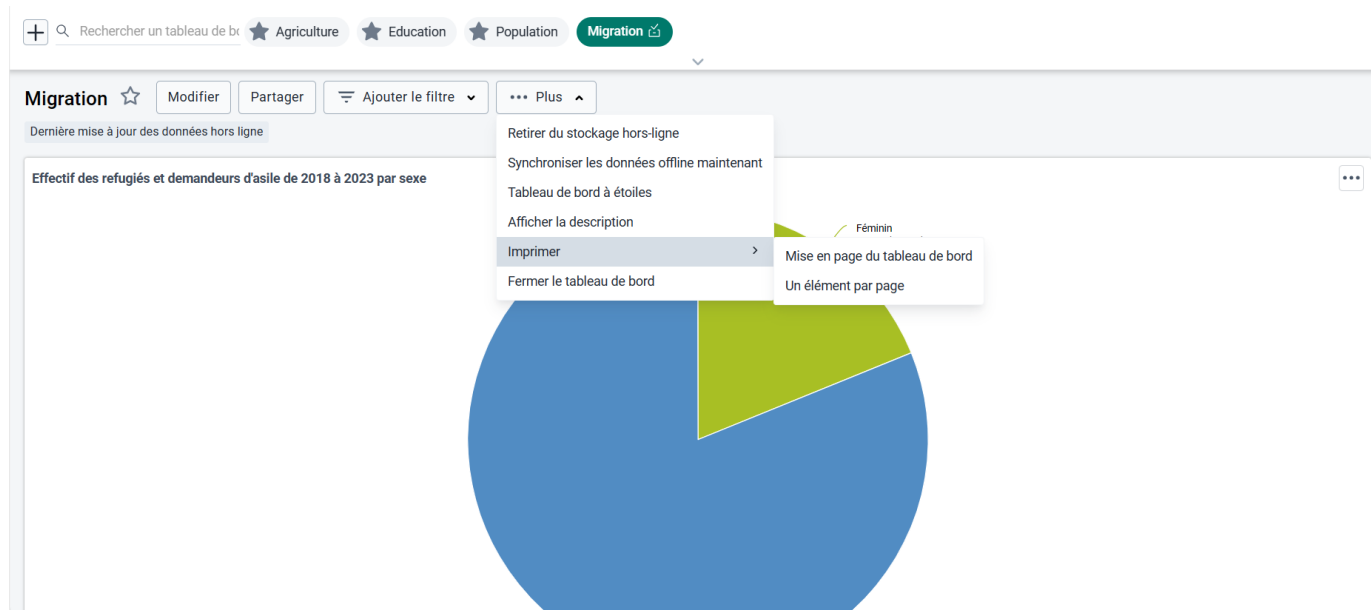 Rechercher un tableau de bo
Agriculture
Education
Population
Migration
Migration
Modifier
Partager
Ajouter le filtre
Plus
Dernière mise à jour des données hors ligne
Retirer du stockage hors-ligne
Synchroniser les données offline maintenant
Tableau de bord à étoiles
Afficher la description
Imprimer
Fermer le tableau de bord
Mise en page du tableau de bord
Un élément par page
Effectif des refugiés et demandeurs d'asile de 2018 à 2023 par sexe
Féminin